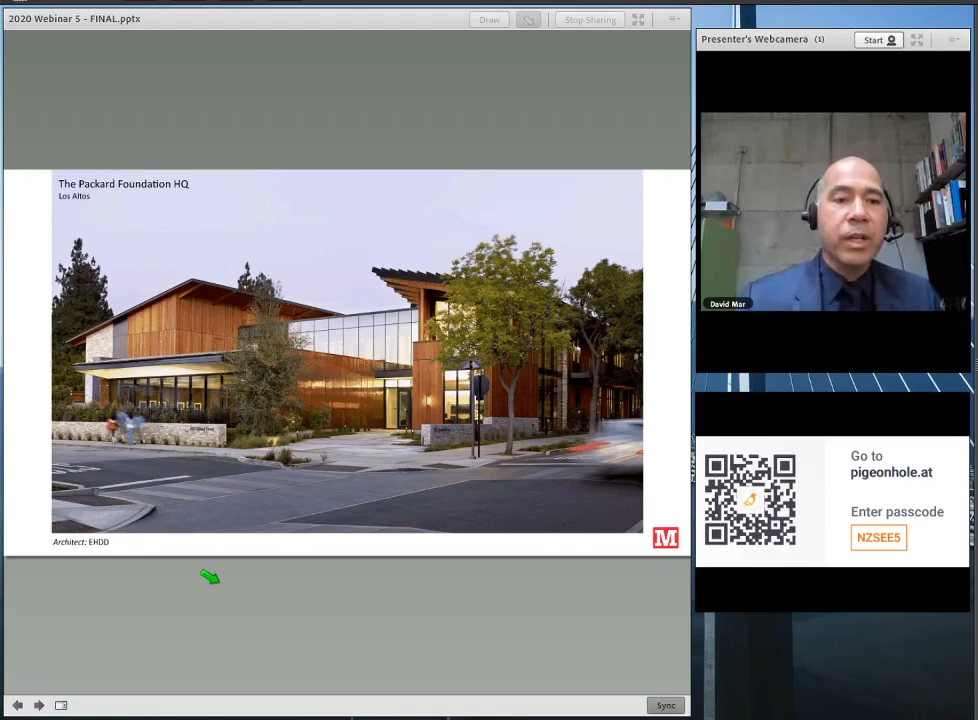 2020 Webinar 5 - FINAL.pptx
Draw
Stop Sharing
The Packard Foundation HQ
Los Altos
Architect: EHDD
M
Sync
Presenter's Webcamera (1)
Start
David Mar
Go to
pigeonhole.at
Enter passcode
NZSEE5